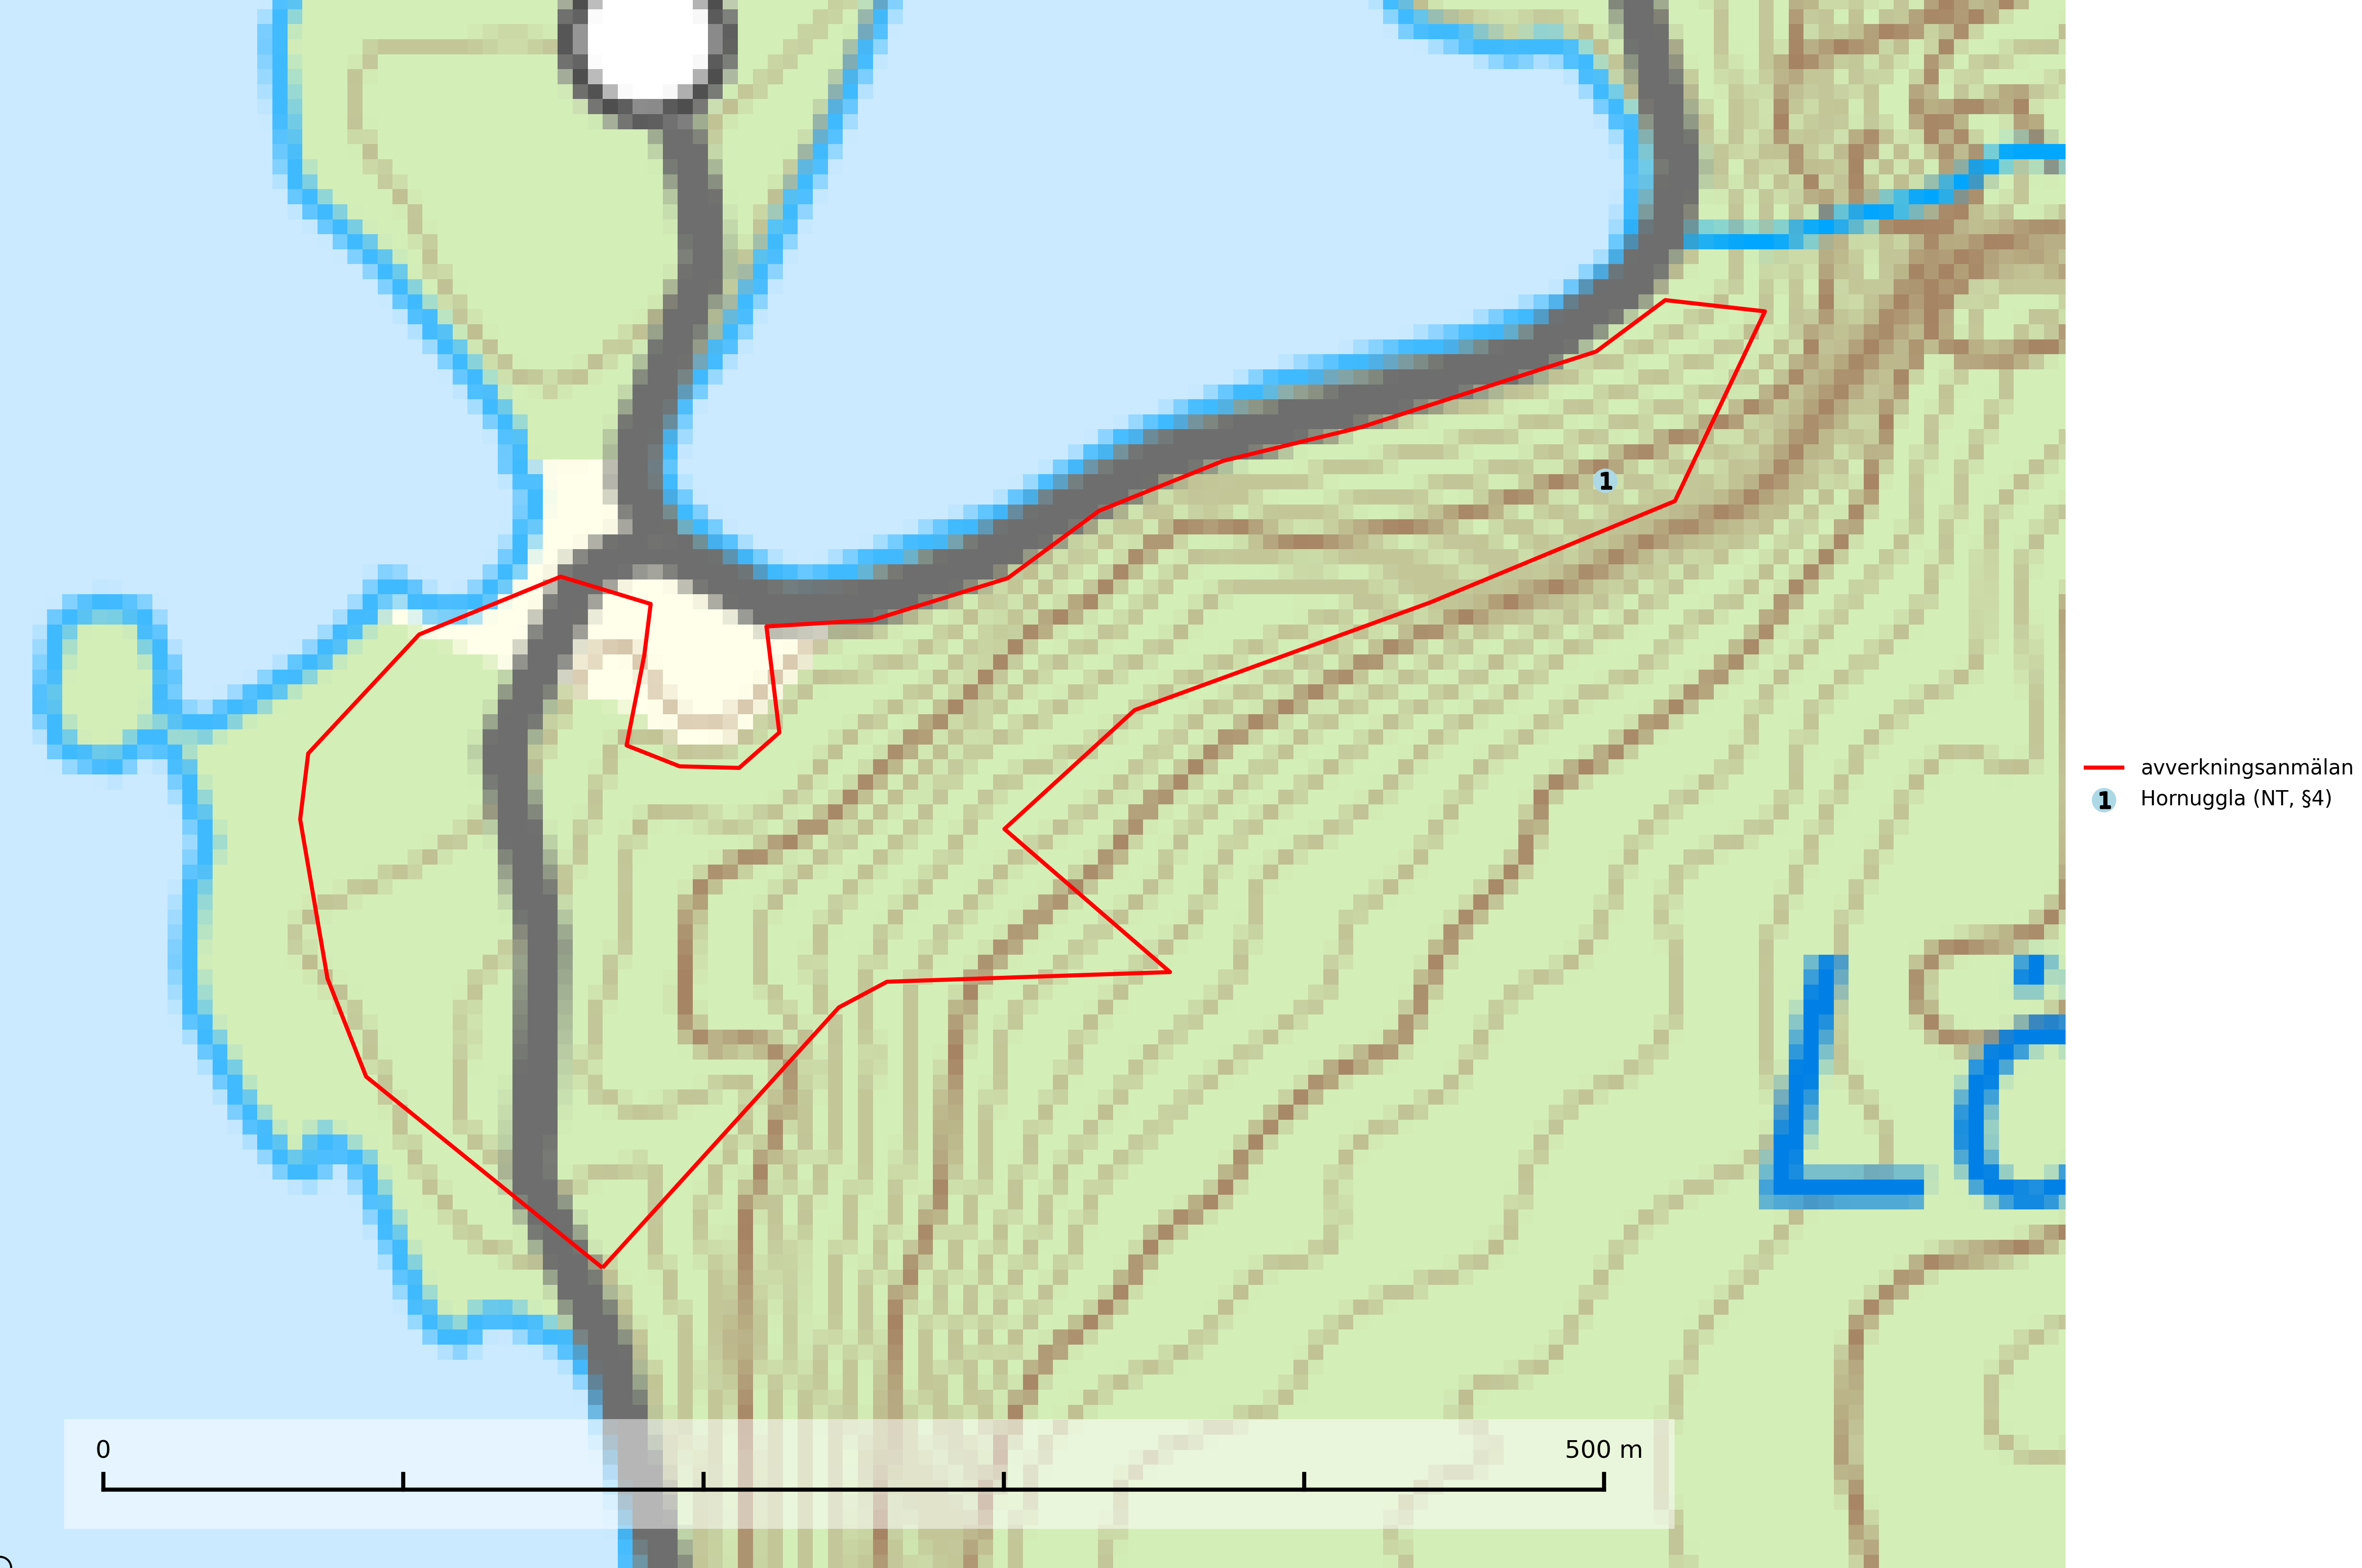 1
avverkningsanmälan
1 Hornuggla (NT, §4)
0 500 m